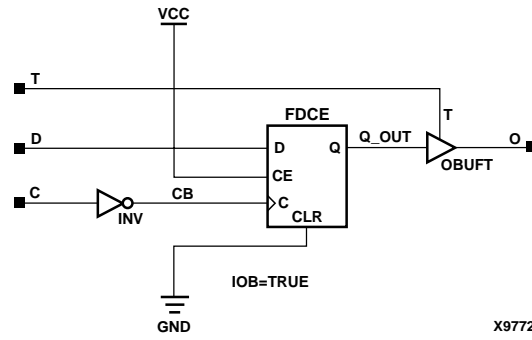 VCC
T
FDCE
T
D
D
Q
Q_OUT
O
OBUFT
CE
C
CB
C
INV
CLR
IOB=TRUE
GND
X9772